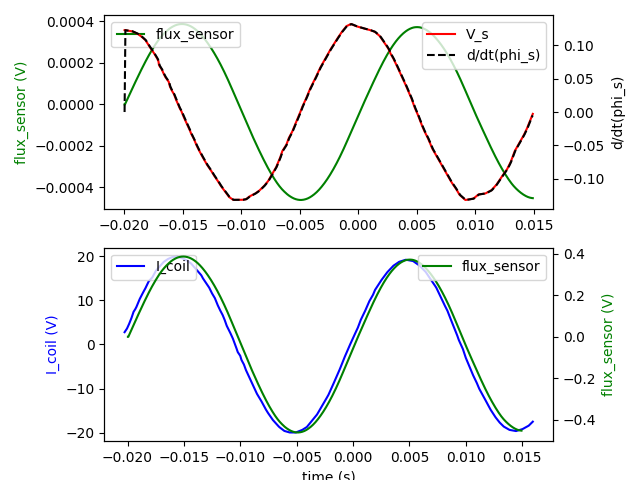 flux_sensor
V_s
d/dt(phi_s)
0.0004
0.0002
0.0000
−0.0002
−0.0004
flux_sensor (V)
0.10
0.05
0.00
−0.05
−0.10
d/dt(phi_s)
−0.020 −0.015 −0.010 −0.005 0.000 0.005 0.010 0.015
I_coil
flux_sensor
20
10
0
−10
−20
I_coil (V)
0.4
0.2
0.0
−0.2
−0.4
flux_sensor (V)
−0.020 −0.015 −0.010 −0.005 0.000 0.005 0.010 0.015
time (s)